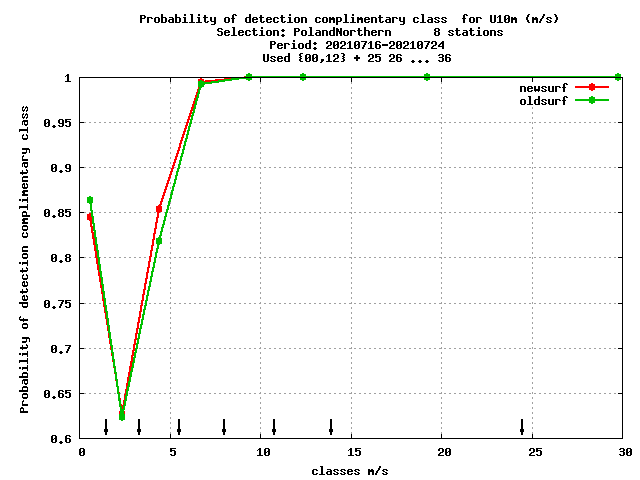 Probability of detection complimentary class  for U10m (m/s)
Selection: PolandNorthern      8 stations
Period: 20210716-20210724
Used {00,12} + 25 26 ... 36
newsurf
oldsurf
Probability of detection complimentary class
1
0.95
0.9
0.85
0.8
0.75
0.7
0.65
0.6
0 5 10 15 20 25 30
classes m/s